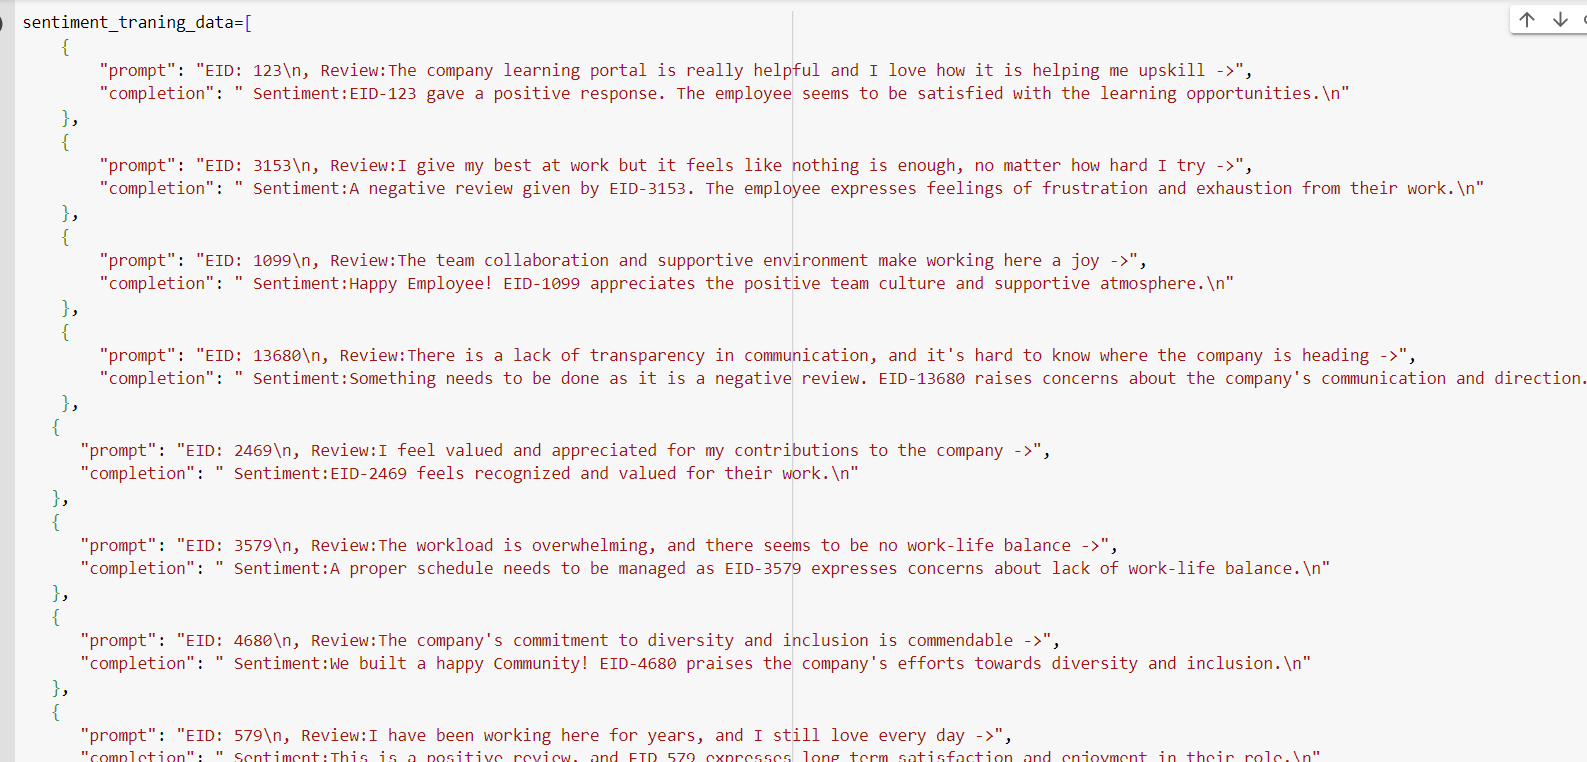 sentiment_traning_data=[
{
"prompt": "EID: 123\n, Review:The company learning portal is really helpful and I love how it is helping me upskill ->",
"completion": " Sentiment:EID-123 gave a positive response. The employee seems to be satisfied with the learning opportunities.\n"
},
{
"prompt": "EID: 3153\n, Review:I give my best at work but it feels like nothing is enough, no matter how hard I try ->",
"completion": " Sentiment:A negative review given by EID-3153. The employee expresses feelings of frustration and exhaustion from their work.\n"
},
{
"prompt": "EID: 1099\n, Review:The team collaboration and supportive environment make working here a joy ->",
"completion": " Sentiment:Happy Employee! EID-1099 appreciates the positive team culture and supportive atmosphere.\n"
},
{
"prompt": "EID: 13680\n, Review:There is a lack of transparency in communication, and it's hard to know where the company is heading ->",
"completion": " Sentiment:Something needs to be done as it is a negative review. EID-13680 raises concerns about the company's communication and direction.
},
{
"prompt": "EID: 2469\n, Review:I feel valued and appreciated for my contributions to the company ->",
"completion": " Sentiment:EID-2469 feels recognized and valued for their work.\n"
},
{
"prompt": "EID: 3579\n, Review:The workload is overwhelming, and there seems to be no work-life balance ->",
"completion": " Sentiment:A proper schedule needs to be managed as EID-3579 expresses concerns about lack of work-life balance.\n"
},
{
"prompt": "EID: 4680\n, Review:The company's commitment to diversity and inclusion is commendable ->",
"completion": " Sentiment:We built a happy Community! EID-4680 praises the company's efforts towards diversity and inclusion.\n"
},
{
"prompt": "EID: 579\n, Review:I have been working here for years, and I still love every day ->",
"completion": " Sentiment:This is a positive review, and EID 579 expresses long term satisfaction and enjoyment in their role.\n"